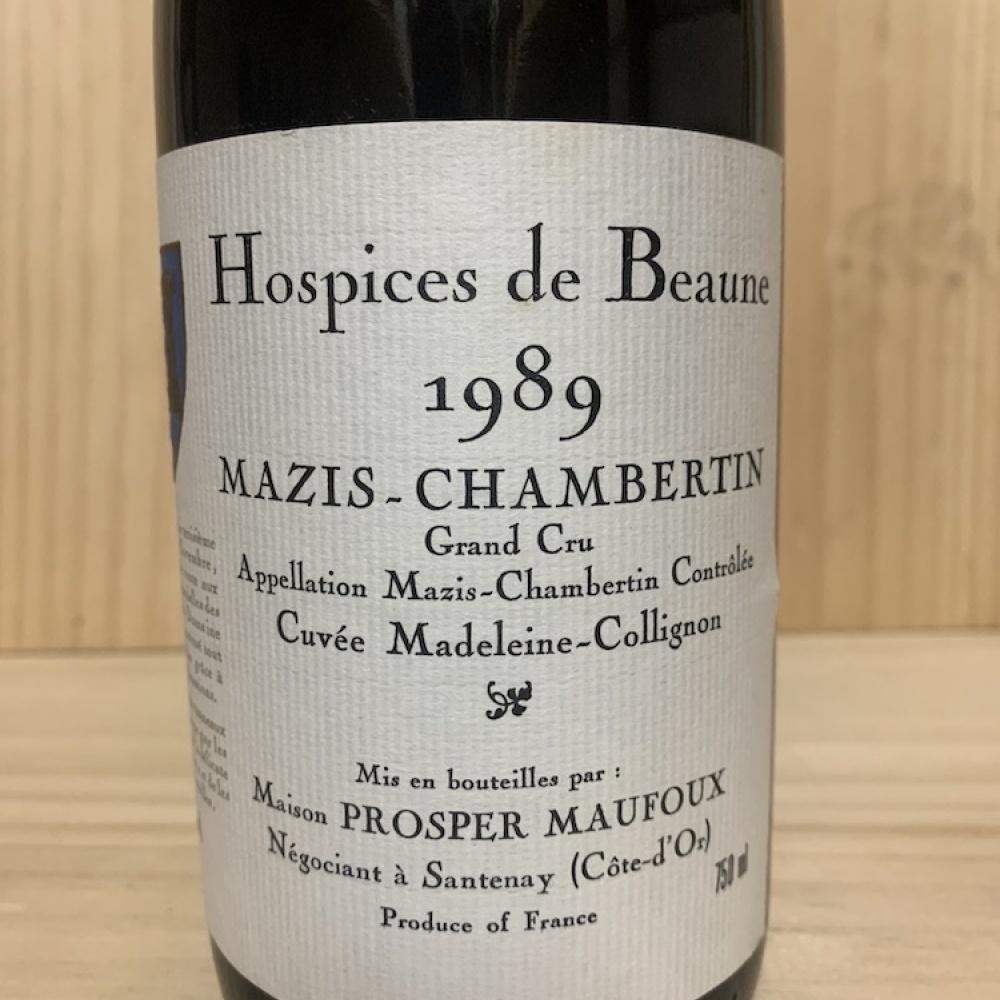 Hospices de Beaune
1989
MAZIS-CHAMBERTIN
Grand Cru
Appellation Mazis-Chambertin Contrôlée
Cuvée Madeleine-Collignon
Mis en bouteilles par :
Maison PROSPER MAUFOUX
Négociant à Santenay (Côte-d'Or)
750 ml
Produce of France